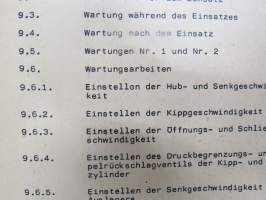 9.3. Wartung während des Einsatzes
9.4. Wartung nach dem Einsatz
9.5. Wartungen Nr. 1 und Nr. 2
9.6. Wartungearbeiten
9.6.1. Einstellen der Hub- und Senkgeschwindig
keit
9.6.2. Einstellen der Kippgeschwindigkeit
9.6.3. Einstellen der Öffnungs- und Schlie
schwindigkeit
9.6.4. Einstellen des Druckbegrenzungs-
pelrückschlagventils der Kipp- und
zylinder
9.6.5. Einstellen der Senkgeschwindigkeit